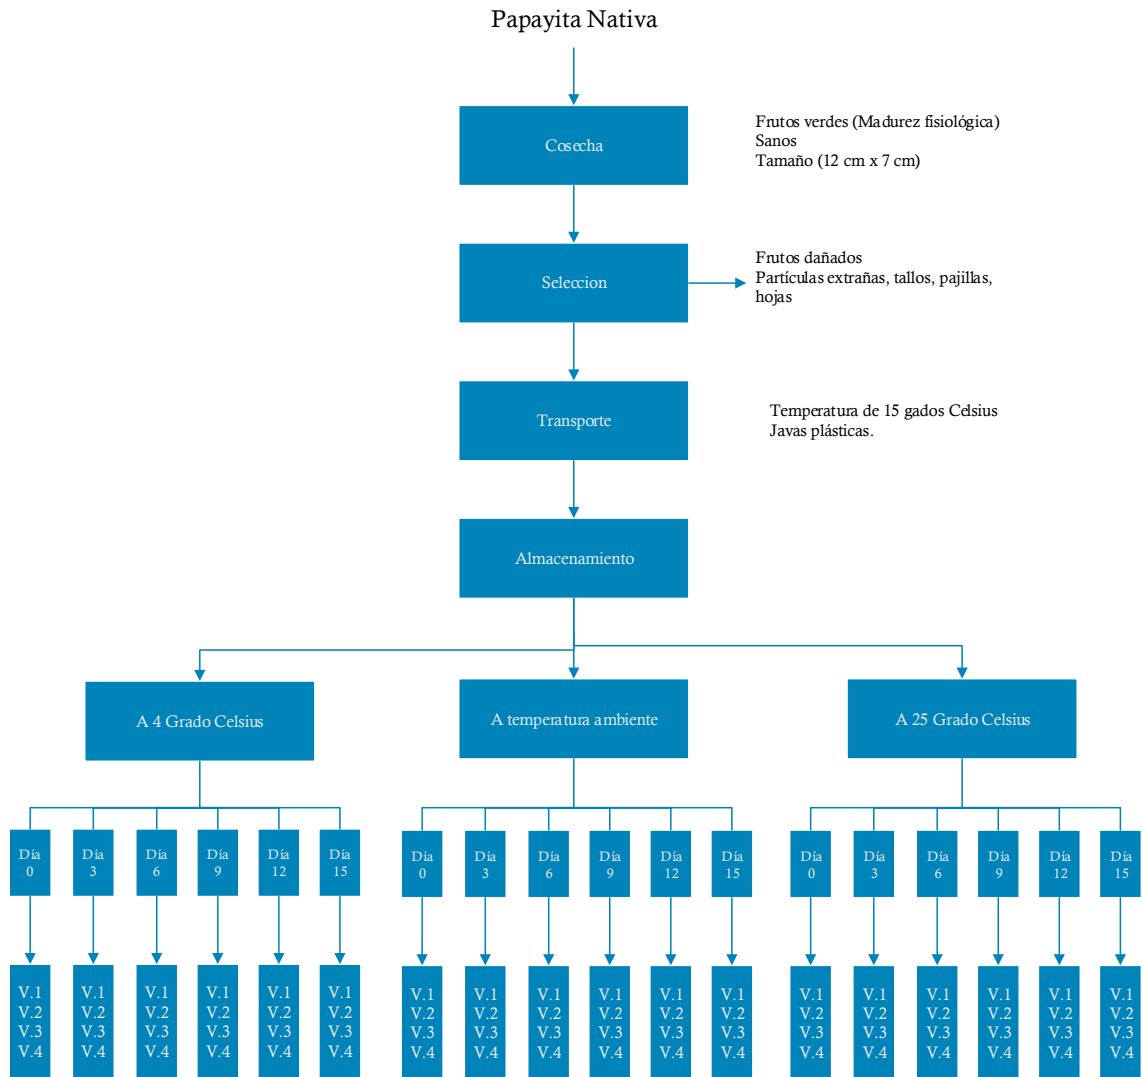 Papayita Nativa
Cosecha
Frutos verdes (Madurez fisiológica)
Sanos
Tamaño (12 cm x 7 cm)
Seleccion
Frutos dañados
Partículas extrañas, tallos, pajillas,
hojas
Transporte
Temperatura de 15 gados Celsius
Javas plásticas.
Almacenamiento
A 4 Grado Celsius
A temperatura ambiente
A 25 Grado Celsius
Día
0
Día
3
Día
6
Día
9
Día
12
Día
15
Día
0
Día
3
Día
6
Día
9
Día
12
Día
15
Día
0
Día
3
Día
6
Día
9
Día
12
Día
15
V.1
V.2
V.3
V.4
V.1
V.2
V.3
V.4
V.1
V.2
V.3
V.4
V.1
V.2
V.3
V.4
V.1
V.2
V.3
V.4
V.1
V.2
V.3
V.4
V.1
V.2
V.3
V.4
V.1
V.2
V.3
V.4
V.1
V.2
V.3
V.4
V.1
V.2
V.3
V.4
V.1
V.2
V.3
V.4
V.1
V.2
V.3
V.4
V.1
V.2
V.3
V.4
V.1
V.2
V.3
V.4
V.1
V.2
V.3
V.4
V.1
V.2
V.3
V.4
V.1
V.2
V.3
V.4
V.1
V.2
V.3
V.4